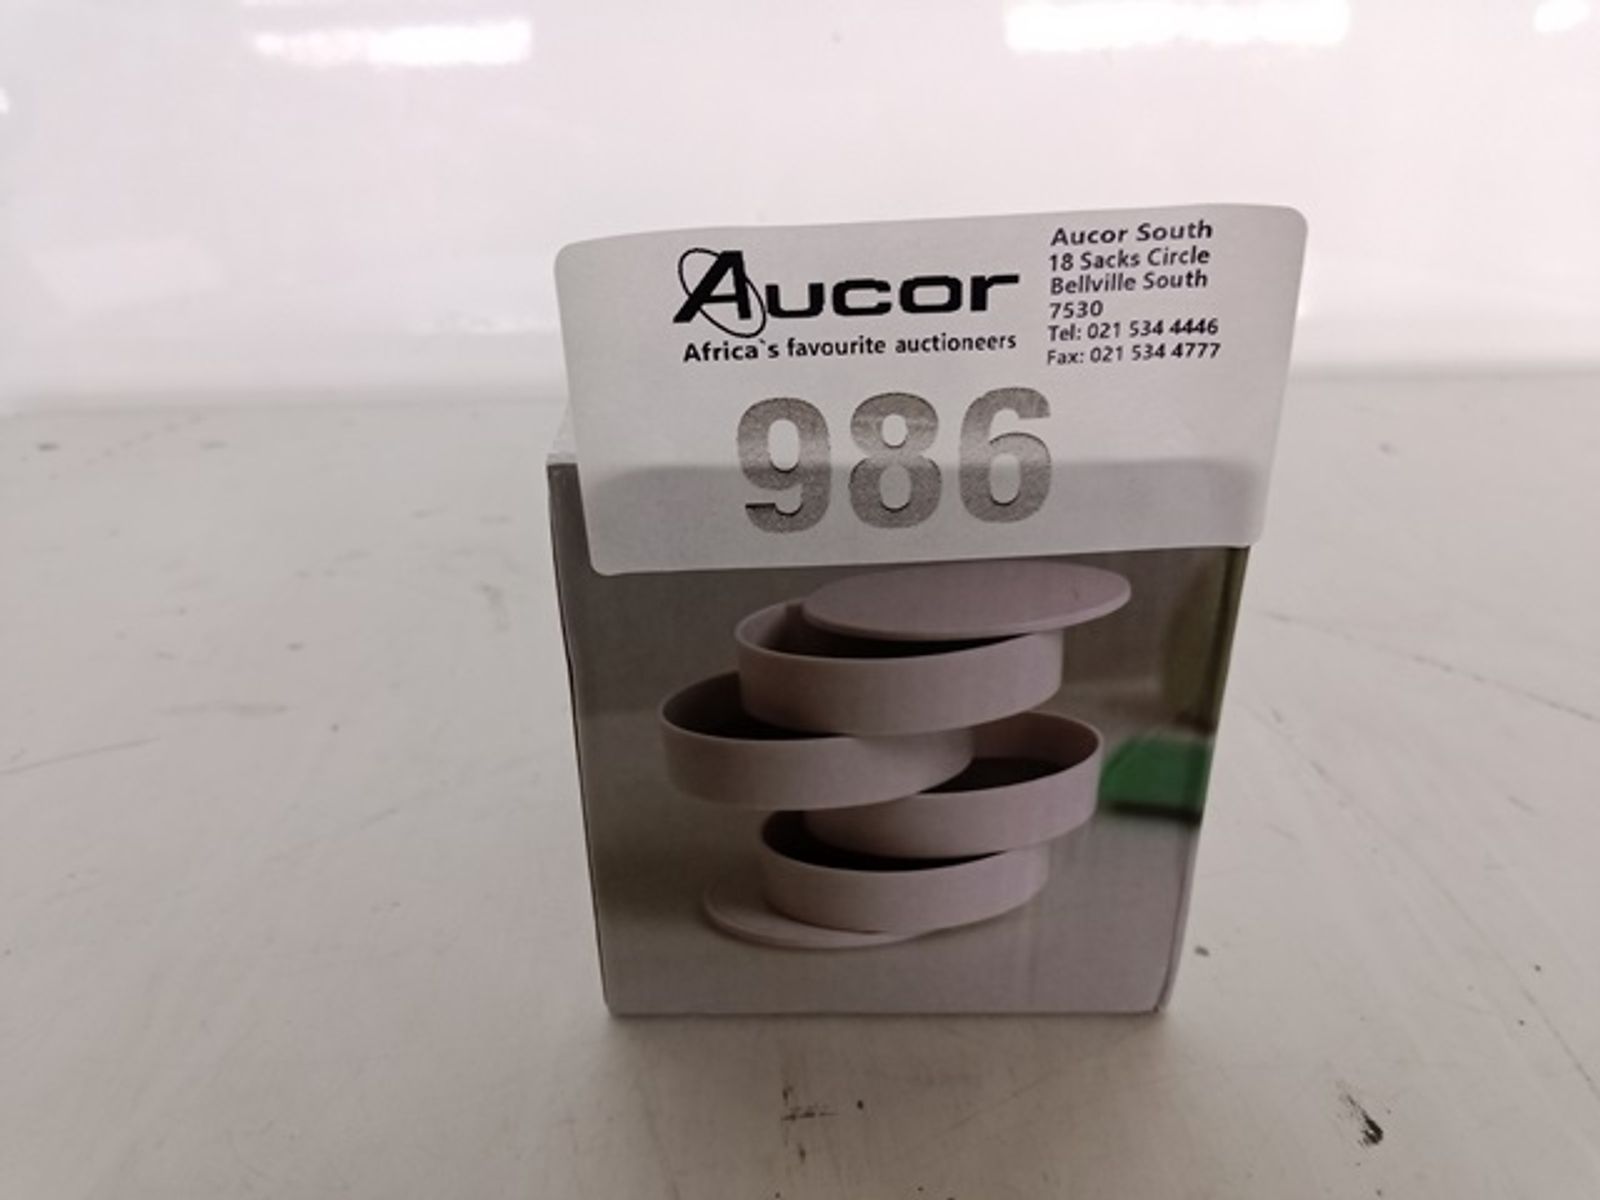 Aucor
Africa`s favourite auctioneers
Aucor South
18 Sacks Circle
Bellville South
7530
Tel: 021 534 4446
Fax: 021 534 4777
986